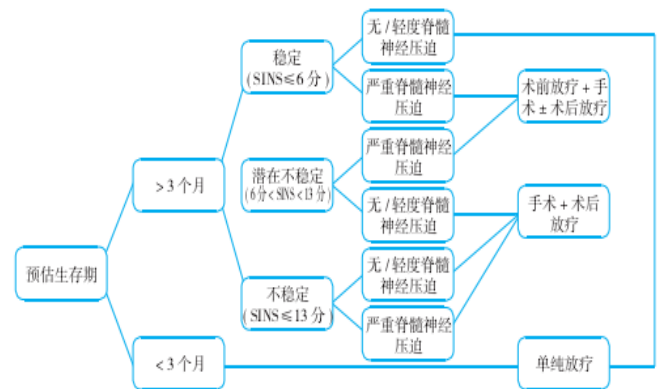 预估生存期
>3个月
<3个月
稳定
(SINS≤6分)
潜在不稳定
(6分<SINS<13分)
不稳定
(SINS≤13分)
无/轻度脊髓
神经压迫
严重脊髓神经
压迫
严重脊髓神经
压迫
无/轻度脊髓
神经压迫
无/轻度脊髓
神经压迫
严重脊髓神经
压迫
术前放疗+手
术±术后放疗
手术+术后
放疗
单纯放疗